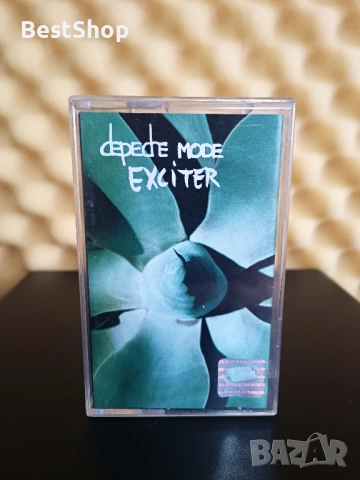 BestShop
depeche MODE
EXCITER
BAZAR